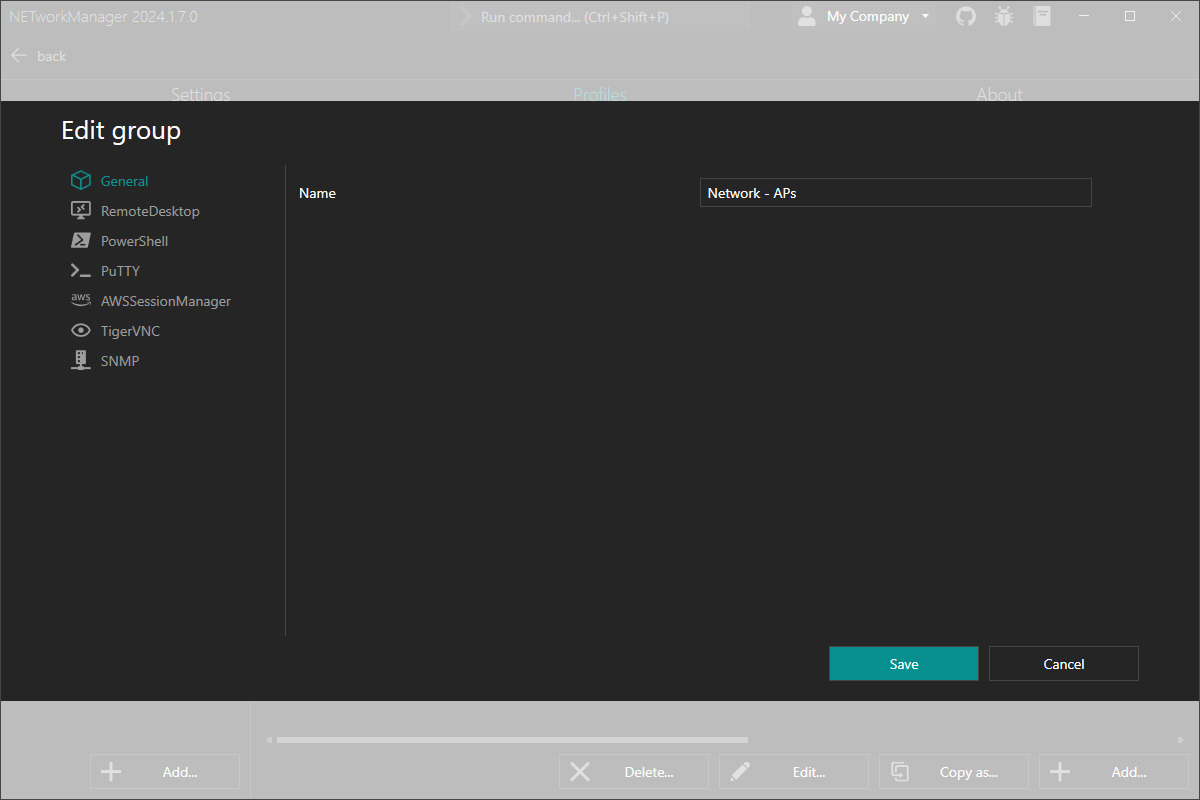 NETworkManager 2024.1.7.0
Run command... (Ctrl+Shift+P)
My Company
back
Settings
Profiles
About
Edit group
General
RemoteDesktop
PowerShell
PuTTY
aws AWSSessionManager
TigerVNC
SNMP
Name
Network - APs
Save
Cancel
Add...
Delete...
Edit...
Copy as...
Add...